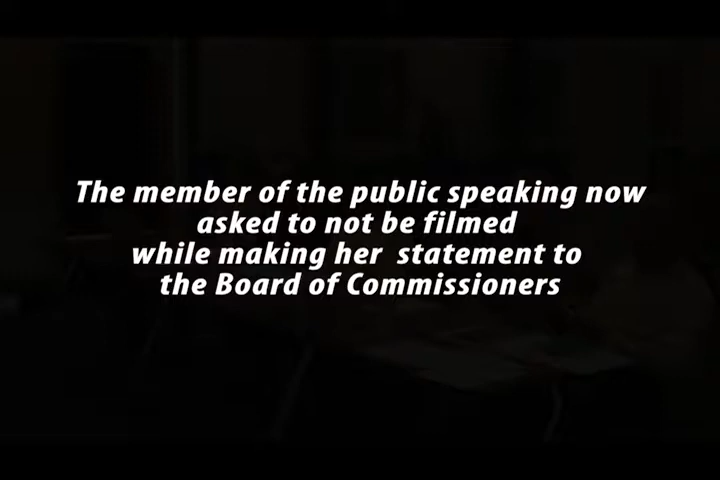 The member of the public speaking now
asked to not be filmed
while making her statement to
the Board of Commissioners